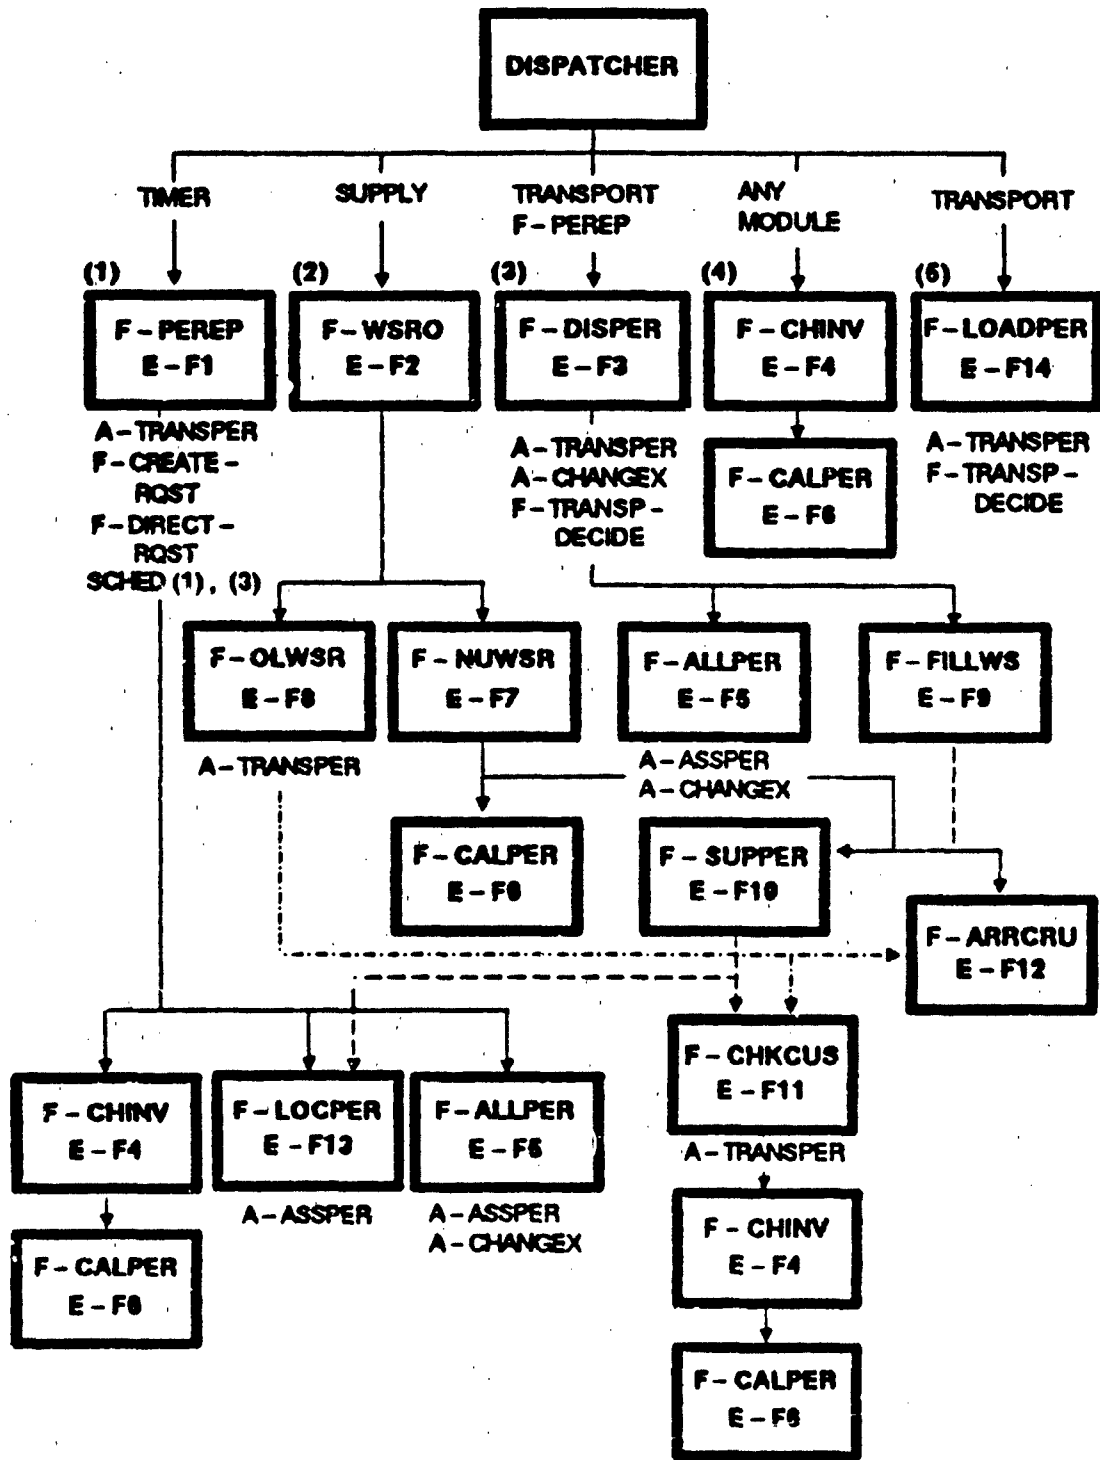 DISPATCHER
TIMER
SUPPLY
TRANSPORT
F-PEREP
ANY
MODULE
TRANSPORT
(1)
F-PEREP
E-F1
(2)
F-WSRO
E-F2
(3)
F-DISPER
E-F3
(4)
F-CHINV
E-F4
(5)
F-LOADPER
E-F14
A-TRANSPER
F-CREATE-
RQST
F-DIRECT-
RQST
SCHED (1), (3)
A-TRANSPER
A-CHANGEX
F-TRANSP-
DECIDE
F-CALPER
E-F6
A-TRANSPER
F-TRANSP-
DECIDE
F-OLWSR
E-F8
F-NUWSR
E-F7
F-ALLPER
E-F5
F-FILLWS
E-F9
A-TRANSPER
A-ASSPER
A-CHANGEX
F-CALPER
E-F6
F-SUPPER
E-F10
F-ARRCRU
E-F12
F-CHKCUS
E-F11
F-CHINV
E-F4
F-LOCPER
E-F13
F-ALLPER
E-F5
A-TRANSPER
A-ASSPER
A-ASSPER
A-CHANGEX
F-CHINV
E-F4
F-CALPER
E-F6
F-CALPER
E-F6